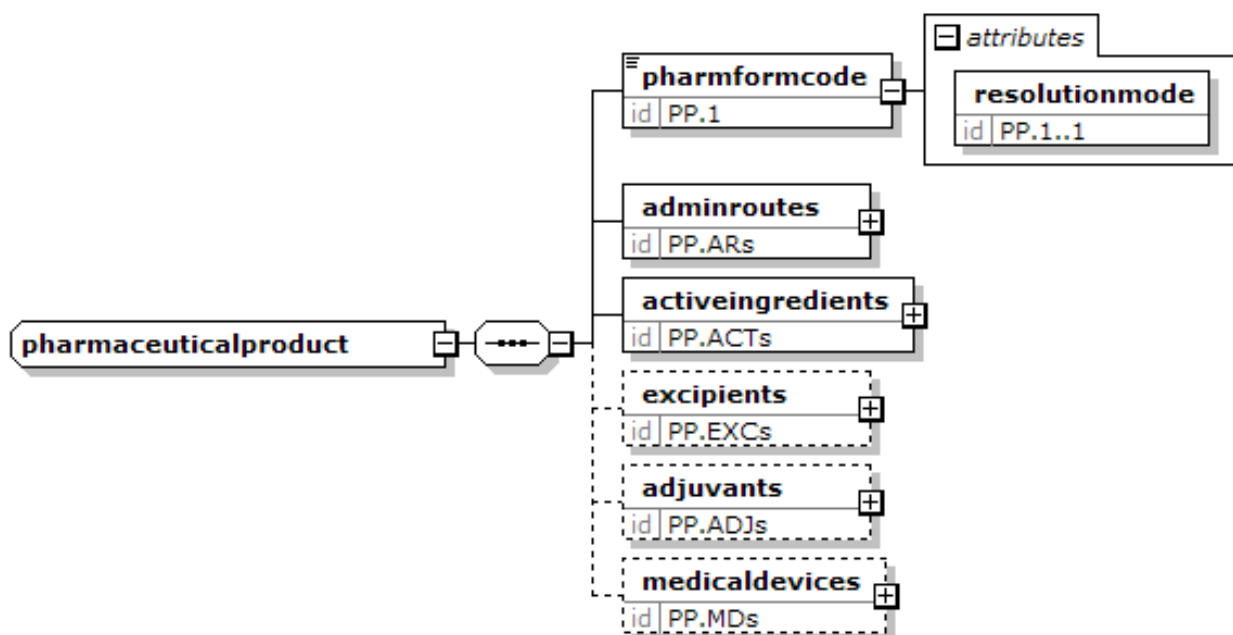 attributes
pharmformcode
id PP.1
resolutionmode
id PP.1..1
adminroutes
id PP.ARs
activeingredients
id PP.ACTs
pharmaceuticalproduct
excipients
id PP.EXCs
adjuvants
id PP.ADJs
medicaldevices
id PP.MDs